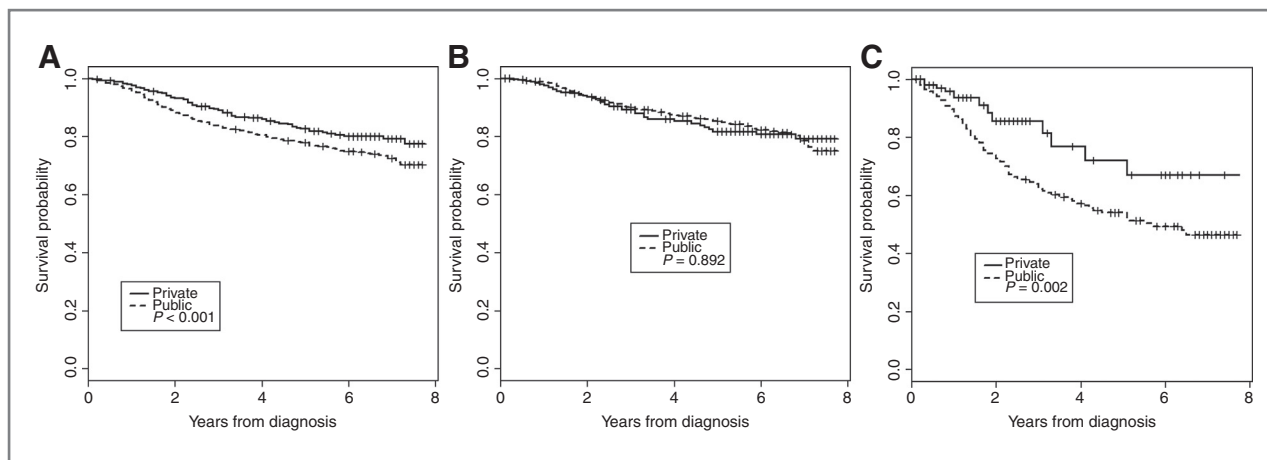 A
1.0
0.8
0.6
0.4
0.2
0.0
Survival probability
Private
Public
P < 0.001
0 2 4 6 8
Years from diagnosis
B
1.0
0.8
0.6
0.4
0.2
0.0
Survival probability
Private
Public
P = 0.892
0 2 4 6 8
Years from diagnosis
C
1.0
0.8
0.6
0.4
0.2
0.0
Survival probability
Private
Public
P = 0.002
0 2 4 6 8
Years from diagnosis